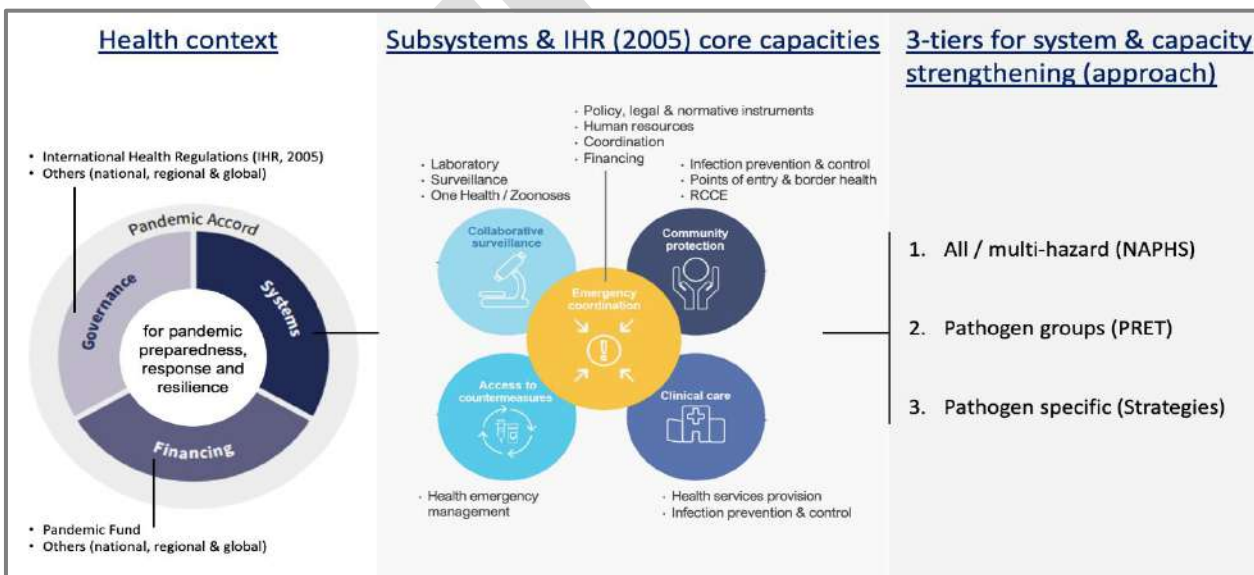 Health context
• International Health Regulations (IHR, 2005)
• Others (national, regional & global)
Pandemic Accord
Governance
Systems
Financing
for pandemic
preparedness,
response and
resilience
• Pandemic Fund
• Others (national, regional & global)
Subsystems & IHR (2005) core capacities
· Policy, legal & normative instruments
· Human resources
· Coordination
· Financing
· Laboratory
· Surveillance
· One Health / Zoonoses
· Infection prevention & control
· Points of entry & border health
· RCCE
Collaborative
surveillance
Community
protection
Emergency
coordination
Access to
countermeasures
Clinical care
· Health emergency
management
· Health services provision
· Infection prevention & control
3-tiers for system & capacity
strengthening (approach)
1. All / multi-hazard (NAPHS)
2. Pathogen groups (PRET)
3. Pathogen specific (Strategies)